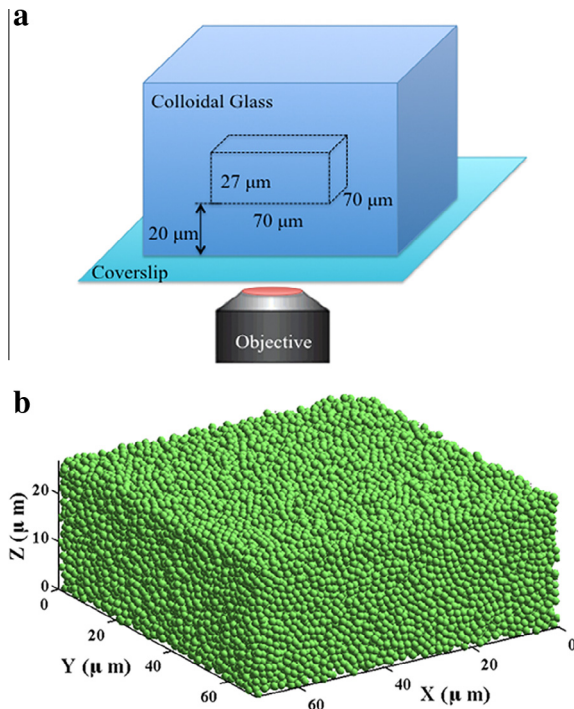 a
Colloidal Glass
27 μm
70 μm
70 μm
20 μm
Coverslip
Objective
b
Z (μ m)
20
10
0
0
20
40
60
Y (μ m)
60
40
20
0
X (μ m)